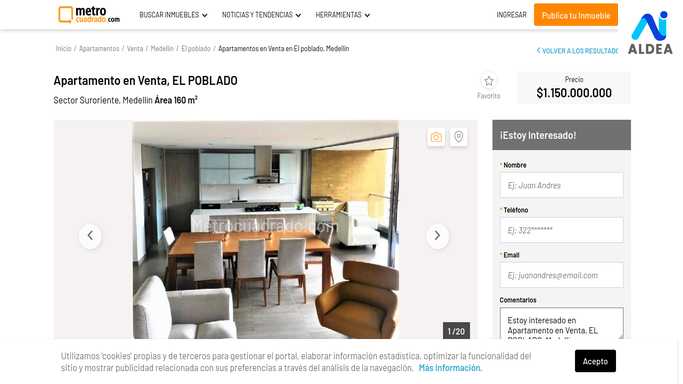 metro
cuadrado.com
BUSCAR INMUEBLES
NOTICIAS Y TENDENCIAS
HERRAMIENTAS
INGRESAR
Publica tu Inmueble
ALDEA
Inicio / Apartamentos / Venta / Medellin / El poblado / Apartamentos en Venta en El poblado, Medellin
VOLVER A LOS RESULTAD
Apartamento en Venta, EL POBLADO
Sector Suroriente, Medellin Área 160 m²
Favorito
Precio
$1.150.000.000
Metrocuadrado.com
1/20
¡Estoy Interesado!
* Nombre
Ej: Juan Andres
* Teléfono
Ej: 322*******
* Email
Ej: juanandres@email.com
Comentarios
Estoy interesado en
Apartamento en Venta, EL
Utilizamos 'cookies' propias y de terceros para gestionar el portal, elaborar información estadística, optimizar la funcionalidad del
sitio y mostrar publicidad relacionada con sus preferencias a través del análisis de la navegación. Más Información.
Acepto